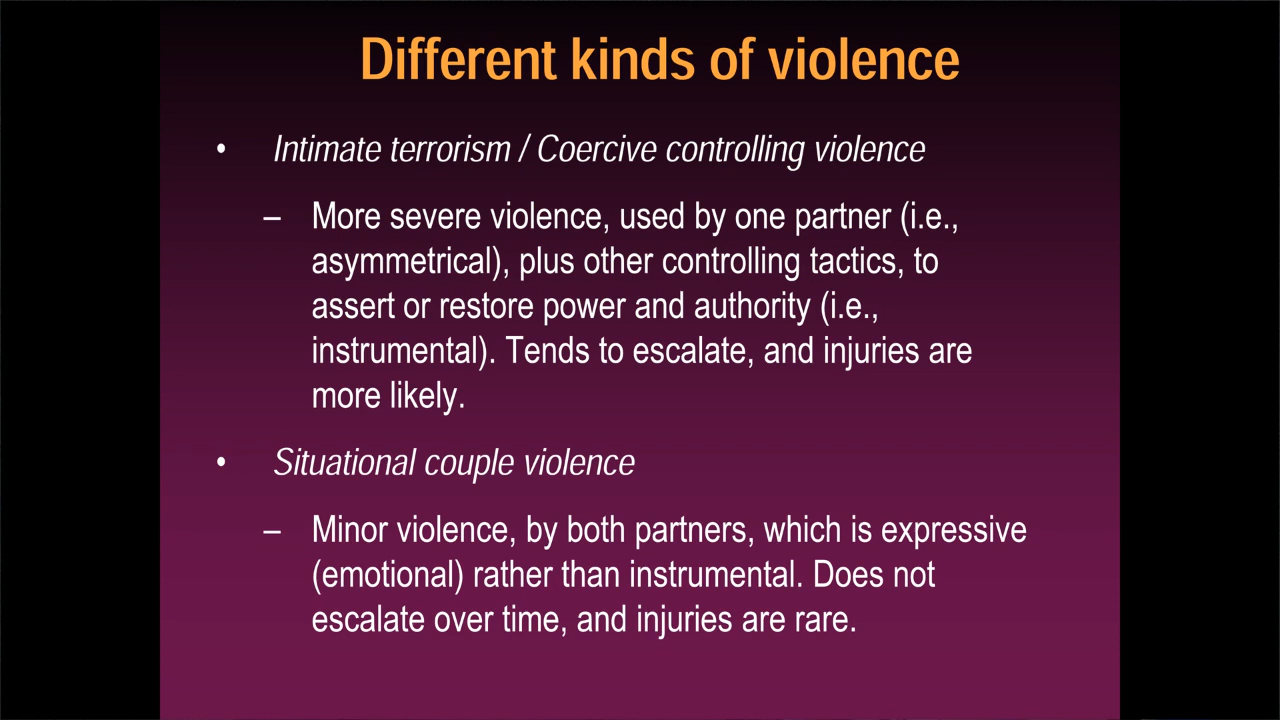 Different kinds of violence
• Intimate terrorism / Coercive controlling violence
– More severe violence, used by one partner (i.e.,
asymmetrical), plus other controlling tactics, to
assert or restore power and authority (i.e.,
instrumental). Tends to escalate, and injuries are
more likely.
• Situational couple violence
– Minor violence, by both partners, which is expressive
(emotional) rather than instrumental. Does not
escalate over time, and injuries are rare.